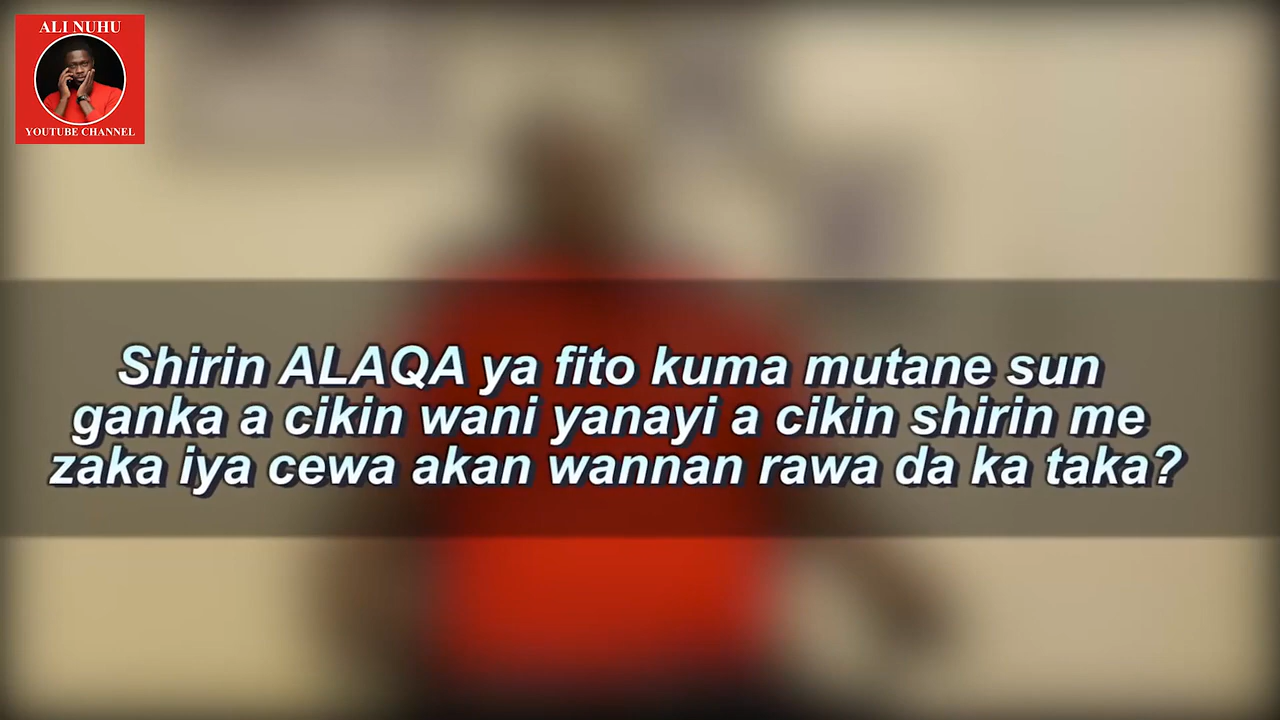 ALI NUHU
YOUTUBE CHANNEL
Shirin ALAQA ya fito kuma mutane sun
ganka a cikin wani yanayi a cikin shirin me
zaka iya cewa akan wannan rawa da ka taka?